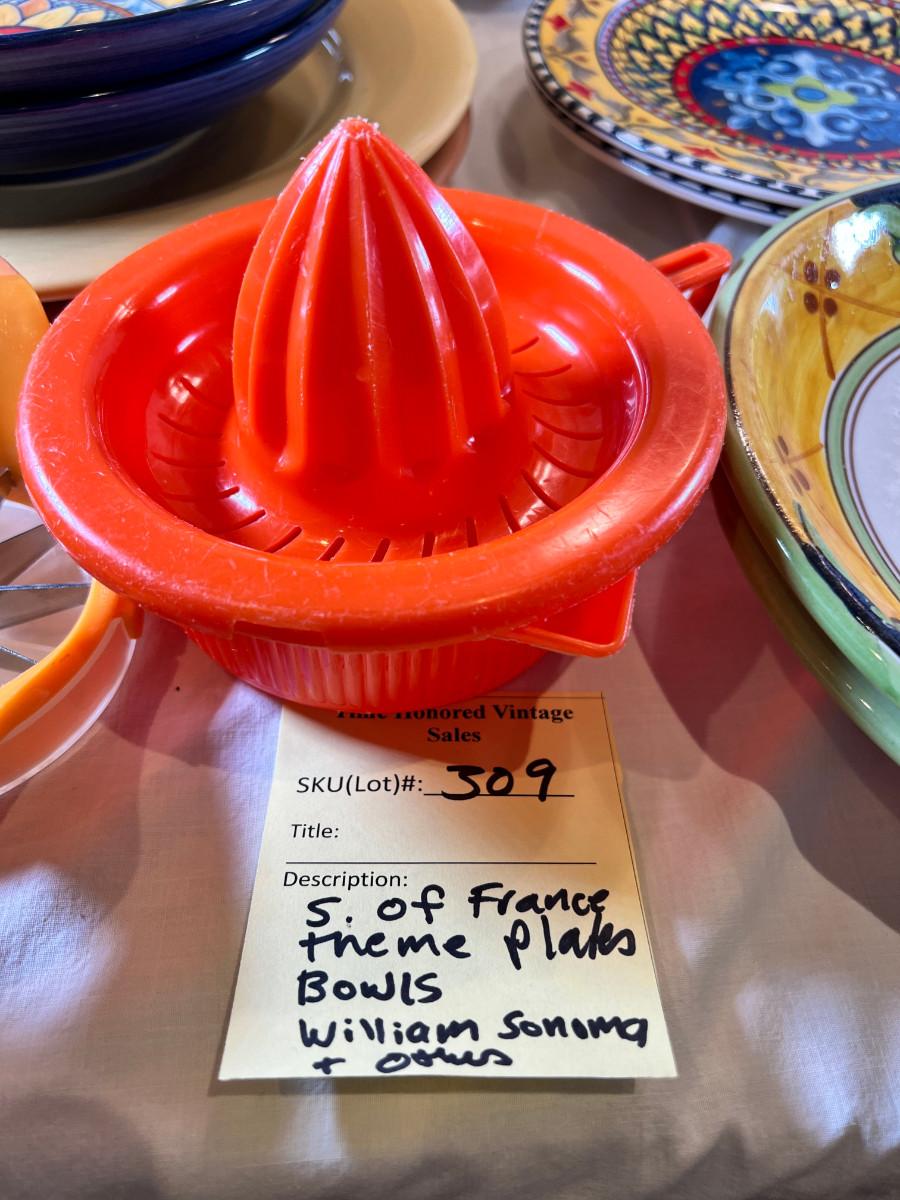 Time Honored Vintage
Sales
SKU(Lot)#: 309
Title:
Description:
S. of France
theme plates
Bowls
William Sonoma
+ others